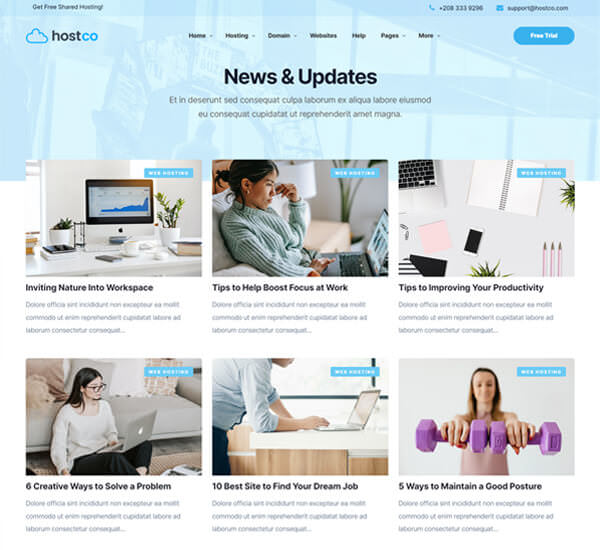 Get Free Shared Hosting!
+208 333 9296
support@hostco.com
hostco
Home
Hosting
Domain
Websites
Help
Pages
More
Free Trial
News & Updates
Et in deserunt sed consequat culpa laborum ex aliqua labore eiusmod
eu consequat cupidatat ut reprehenderit amet magna.
WEB HOSTING
WEB HOSTING
WEB HOSTING
Inviting Nature Into Workspace
Dolore officia sint incididunt non excepteur ea mollit
commodo ut enim reprehenderit cupidatat labore ad
laborum consectetur consequat...
Tips to Help Boost Focus at Work
Dolore officia sint incididunt non excepteur ea mollit
commodo ut enim reprehenderit cupidatat labore ad
laborum consectetur consequat...
Tips to Improving Your Productivity
Dolore officia sint incididunt non excepteur ea mollit
commodo ut enim reprehenderit cupidatat labore ad
laborum consectetur consequat...
WEB HOSTING
WEB HOSTING
WEB HOSTING
6 Creative Ways to Solve a Problem
Dolore officia sint incididunt non excepteur ea mollit
commodo ut enim reprehenderit cupidatat labore ad
laborum consectetur consequat...
10 Best Site to Find Your Dream Job
Dolore officia sint incididunt non excepteur ea mollit
commodo ut enim reprehenderit cupidatat labore ad
laborum consectetur consequat...
5 Ways to Maintain a Good Posture
Dolore officia sint incididunt non excepteur ea mollit
commodo ut enim reprehenderit cupidatat labore ad
laborum consectetur consequat...